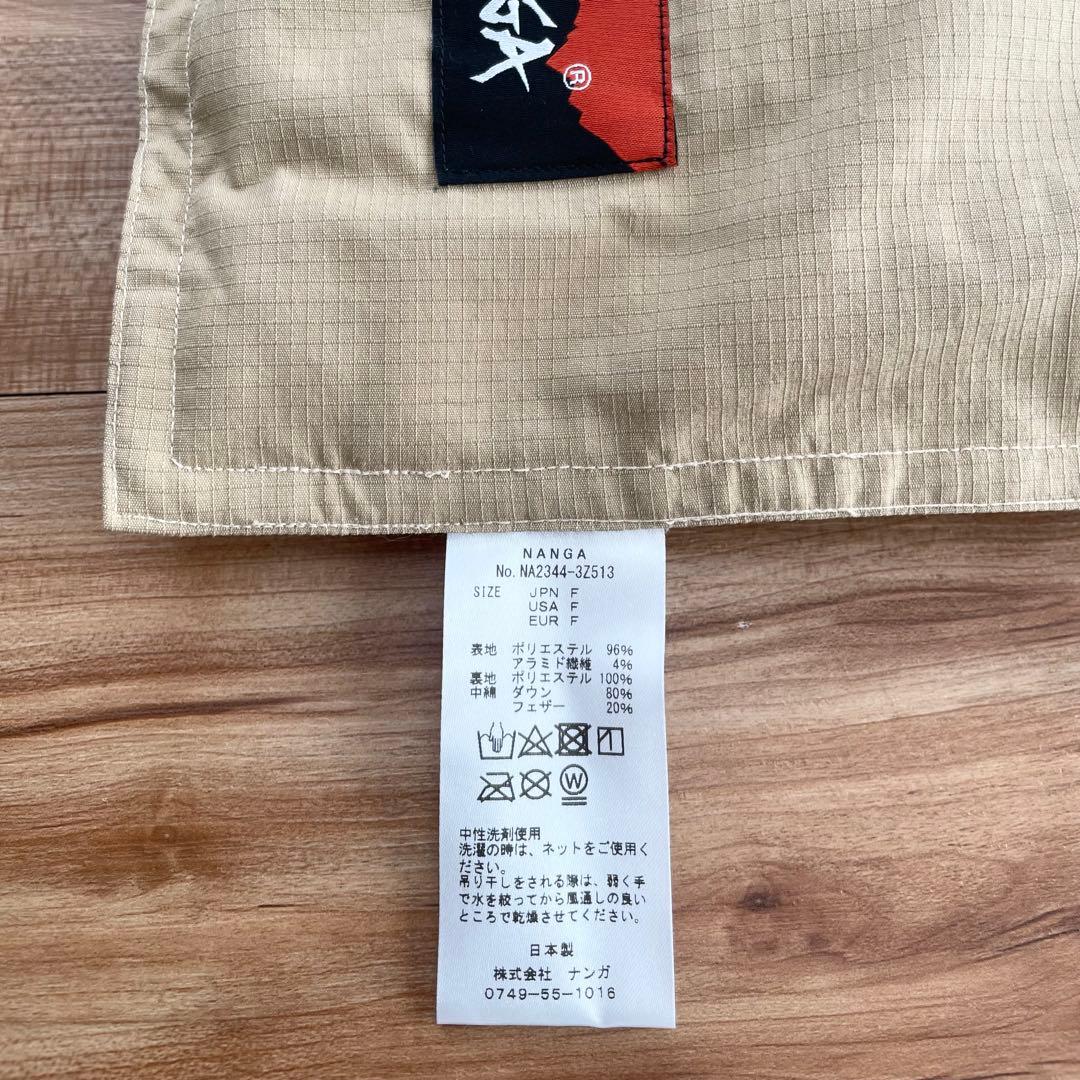 GA®
NANGA
No. NA2344-3Z513
SIZE JPN F
USA F
EUR F
表地 ポリエステル 96%
アラミド繊維 4%
裏地 ポリエステル 100%
中綿 ダウン 80%
フェザー 20%
W
中性洗剤使用
洗濯の時は、ネットをご使用く
ださい。
吊り干しをされる際は、弱く手
で水を絞ってから風通しの良い
ところで乾燥させてください。
日本製
株式会社 ナンガ
0749-55-1016